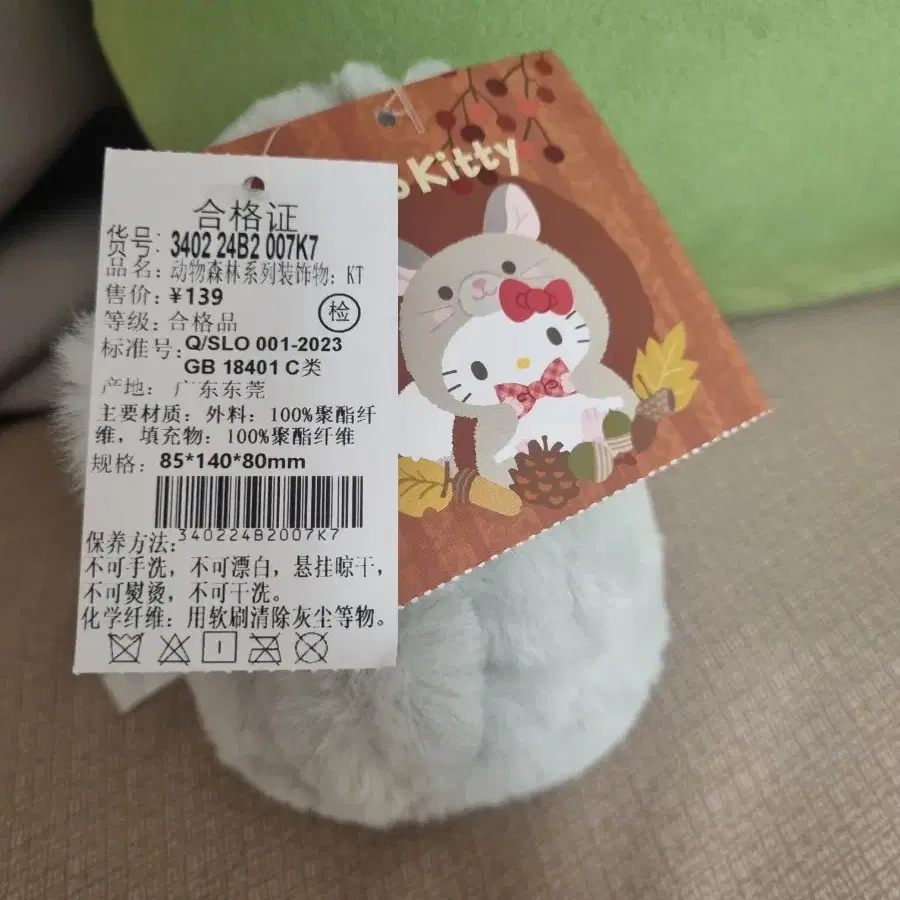 Kitty
合格证
货号: 3402 24B2 007K7
品名: 动物森林系列装饰物: KT
售价: ¥139
等级: 合格品
检
标准号: Q/SLO 001-2023
GB 18401 C类
产地: 广东东莞
主要材质: 外料: 100%聚酯纤
维, 填充物: 100%聚酯纤维
规格: 85*140*80mm
340224B2007K7
保养方法:
不可手洗, 不可漂白, 悬挂晾干,
不可熨烫, 不可干洗。
化学纤维: 用软刷清除灰尘等物。